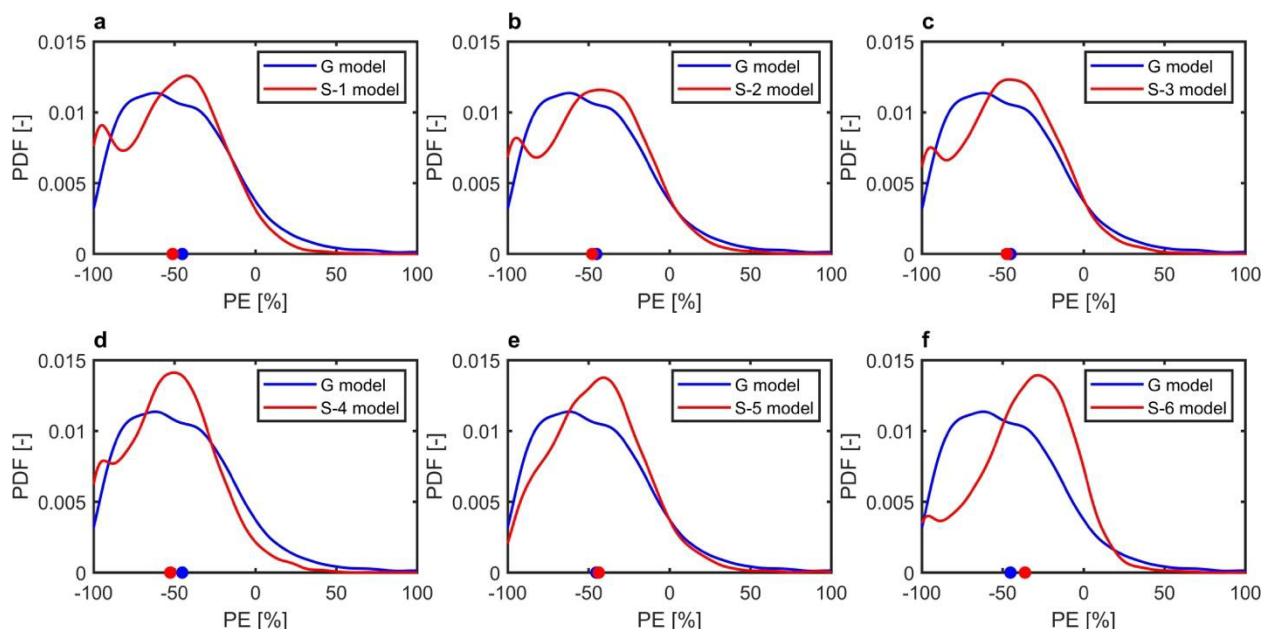 a
0.015
0.01
0.005
0
PDF [-]
G model
S-1 model
-100 -50 0 50 100
PE [%]
b
0.015
0.01
0.005
0
PDF [-]
G model
S-2 model
-100 -50 0 50 100
PE [%]
c
0.015
0.01
0.005
0
PDF [-]
G model
S-3 model
-100 -50 0 50 100
PE [%]
d
0.015
0.01
0.005
0
PDF [-]
G model
S-4 model
-100 -50 0 50 100
PE [%]
e
0.015
0.01
0.005
0
PDF [-]
G model
S-5 model
-100 -50 0 50 100
PE [%]
f
0.015
0.01
0.005
0
PDF [-]
G model
S-6 model
-100 -50 0 50 100
PE [%]